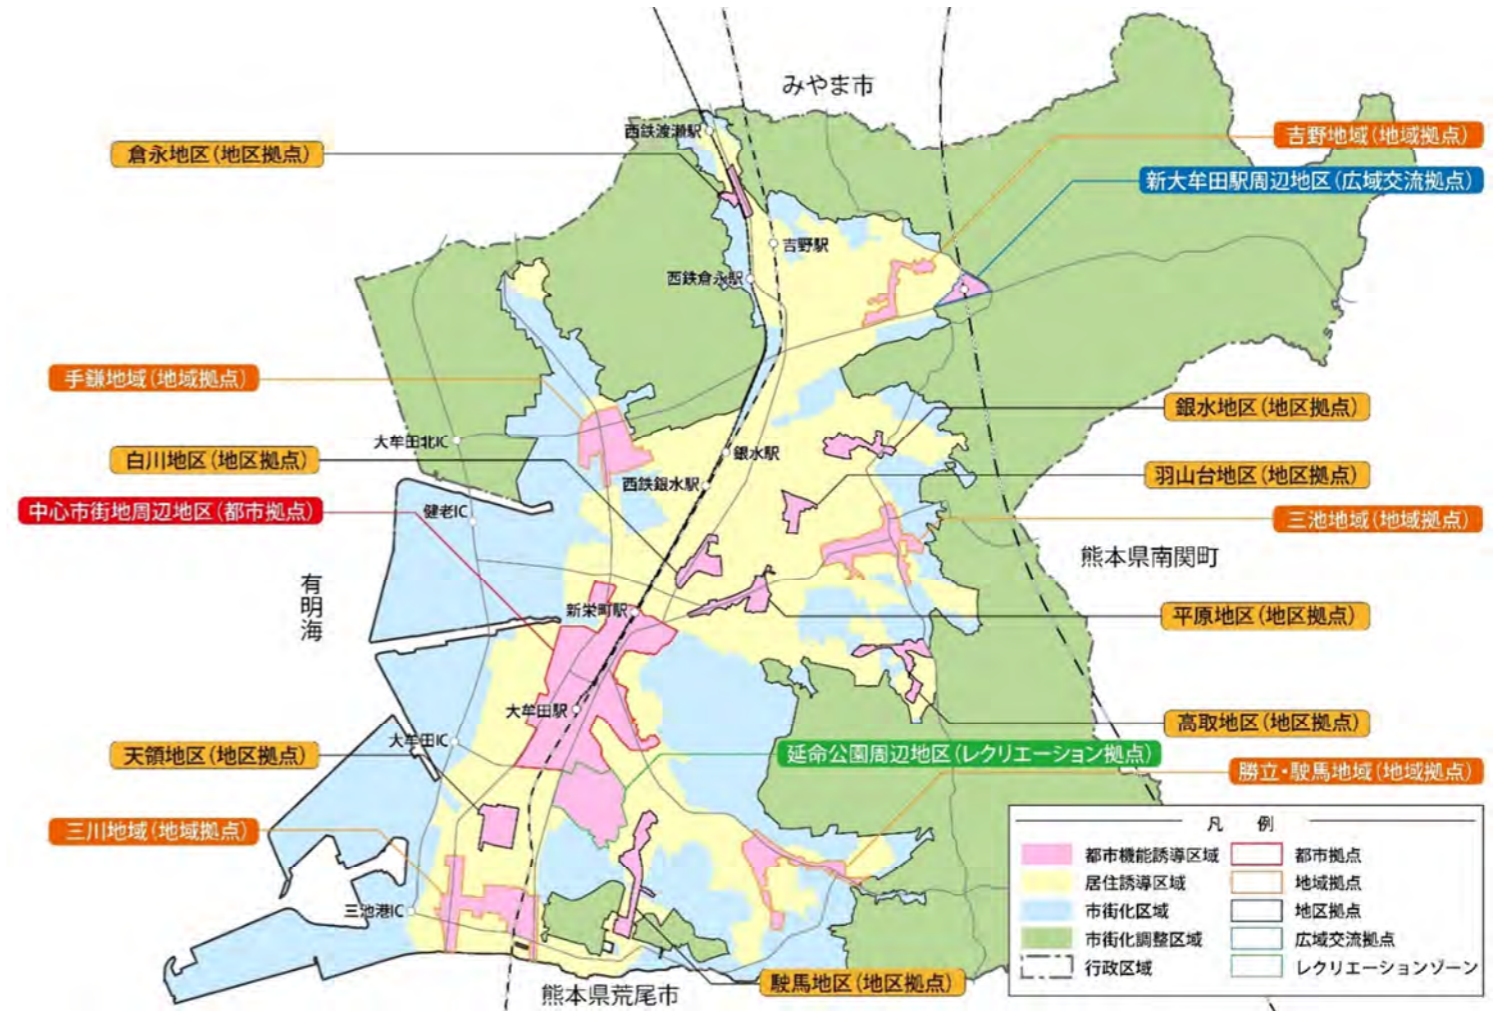 みやま市
西鉄渡瀬駅
吉野地域(地域拠点)
倉永地区(地区拠点)
新大牟田駅周辺地区(広域交流拠点)
吉野駅
西鉄倉永駅
手鎌地域(地域拠点)
銀水地区(地区拠点)
大牟田北IC
銀水駅
白川地区(地区拠点)
羽山台地区(地区拠点)
西鉄銀水駅
中心市街地周辺地区(都市拠点)
健老IC
三池地域(地域拠点)
熊本県南関町
有明海
新栄町駅
平原地区(地区拠点)
大牟田駅
高取地区(地区拠点)
大牟田IC
天領地区(地区拠点)
延命公園周辺地区(レクリエーション拠点)
勝立・駛馬地域(地域拠点)
三川地域(地域拠点)
三池港IC
駛馬地区(地区拠点)
熊本県荒尾市
凡 例
都市機能誘導区域
居住誘導区域
市街化区域
市街化調整区域
行政区域
都市拠点
地域拠点
地区拠点
広域交流拠点
レクリエーションゾーン